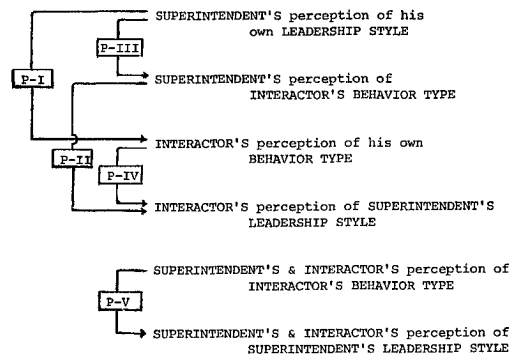 SUPERINTENDENT'S perception of his
own LEADERSHIP STYLE
P-III
P-I
SUPERINTENDENT'S perception of
INTERACTOR'S BEHAVIOR TYPE
INTERACTOR'S perception of his own
BEHAVIOR TYPE
P-II
P-IV
INTERACTOR'S perception of SUPERINTENDENT'S
LEADERSHIP STYLE
SUPERINTENDENT'S & INTERACTOR'S perception of
INTERACTOR'S BEHAVIOR TYPE
P-V
SUPERINTENDENT'S & INTERACTOR'S perception of
SUPERINTENDENT'S LEADERSHIP STYLE